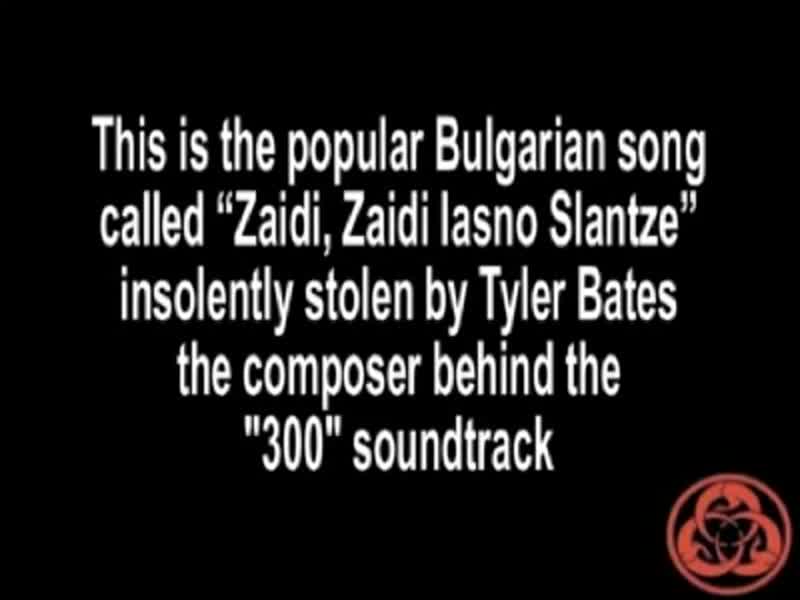 This is the popular Bulgarian song
called “Zaidi, Zaidi Iasno Slantze”
insolently stolen by Tyler Bates
the composer behind the
"300" soundtrack